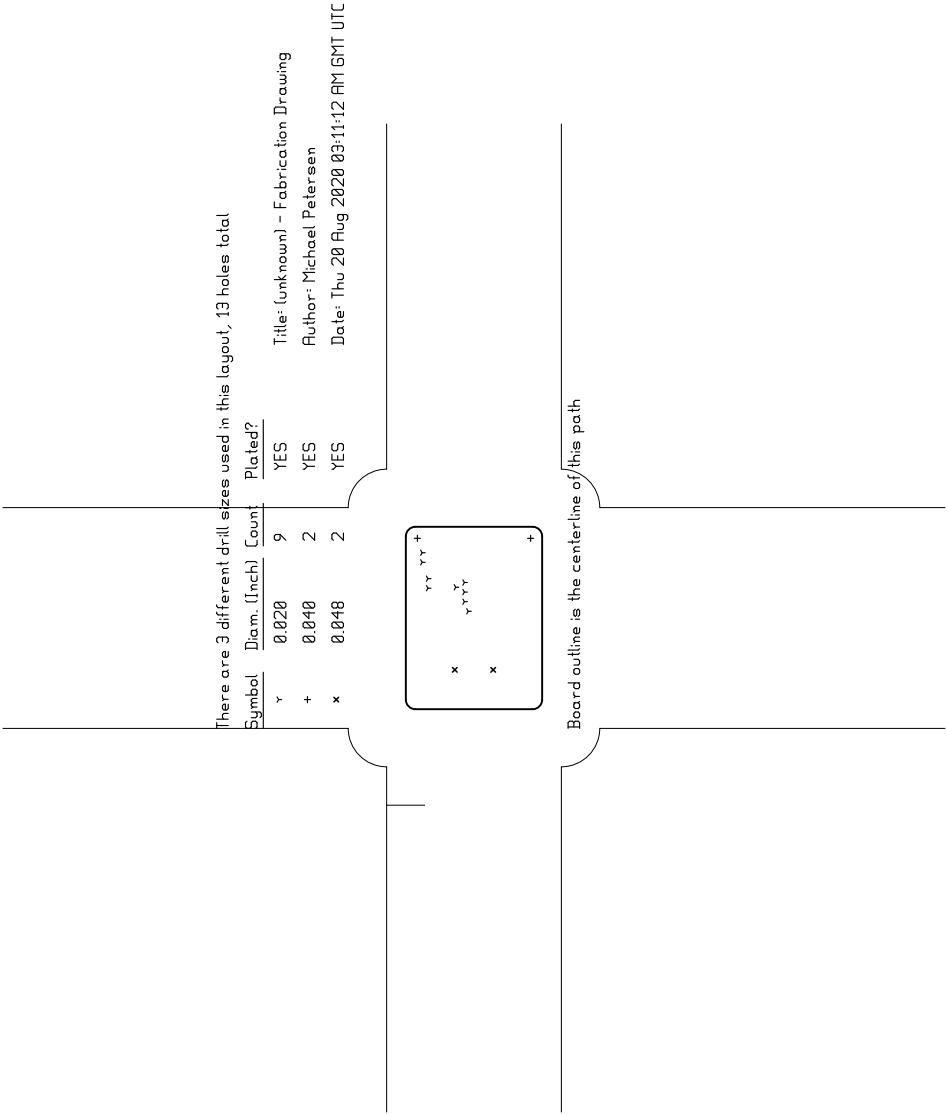 There are 3 different drill sizes used in this layout, 13 holes total
Symbol Diam. (Inch) Count Plated?
0.020 9 YES
0.040 2 YES
0.048 2 YES
Title: (unknown) - Fabrication Drawing
Author: Michael Petersen
Date: Thu 20 Aug 2020 03:11:12 AM GMT UTC
Board outline is the centerline of this path